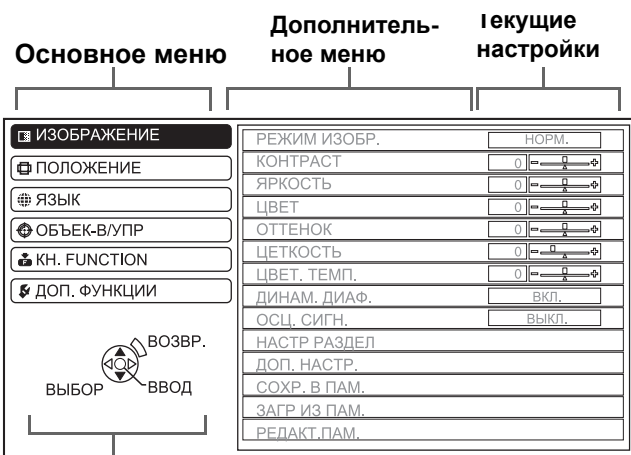 Основное меню
Дополнитель-
ное меню
Текущие
настройки
ИЗОБРАЖЕНИЕ
ПОЛОЖЕНИЕ
ЯЗЫК
ОБЪЕК-В/УПР
КН. FUNCTION
ДОП. ФУНКЦИИ
ВОЗВР.
ВЫБОР
ВВОД
РЕЖИМ ИЗОБР. НОРМ.
КОНТРАСТ 0
ЯРКОСТЬ 0
ЦВЕТ 0
ОТТЕНОК 0
ЦЕТКОСТЬ 0
ЦВЕТ. ТЕМП. 0
ДИНАМ. ДИАФ. ВКЛ.
ОСЦ. СИГН. ВЫКЛ.
НАСТР РАЗДЕЛ
ДОП. НАСТР.
СОХР. В ПАМ.
ЗАГР ИЗ ПАМ.
РЕДАКТ.ПАМ.